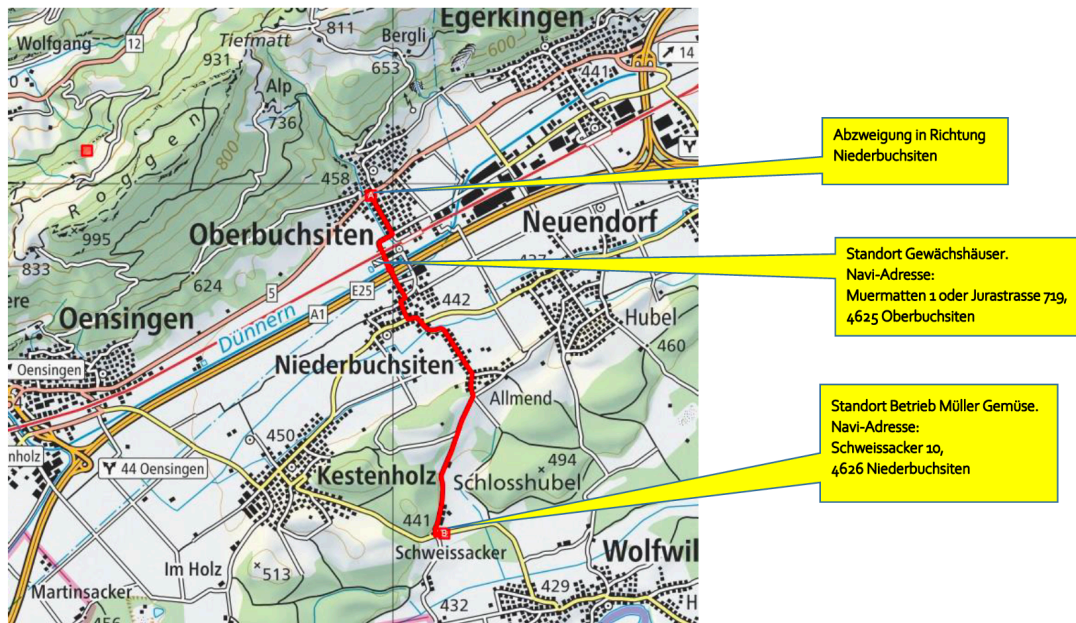 Egerkingen
Wolfgang
12
Tiefmatt
931
811
Bergli
653
600
441
14
Alp
736
800
Roggen
458
995
833
624
Oberbuchsiten
Neuendorf
5
E25
A1
442
Oensingen
Dünnern
Hubel
460
Niederbuchsiten
Oensingen
Allmend
450
44 Oensingen
Kestenholz
494
Schlosshubel
441
Schweissacker
Wolfwil
Im Holz
513
429
Martinsacker
432
Abzweigung in Richtung
Niederbuchsiten
Standort Gewächshäuser.
Navi-Adresse:
Muermatten 1 oder Jurastrasse 719,
4625 Oberbuchsiten
Standort Betrieb Müller Gemüse.
Navi-Adresse:
Schweissacker 10,
4626 Niederbuchsiten